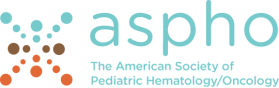 aspho
The American Society of
Pediatric Hematology/Oncology